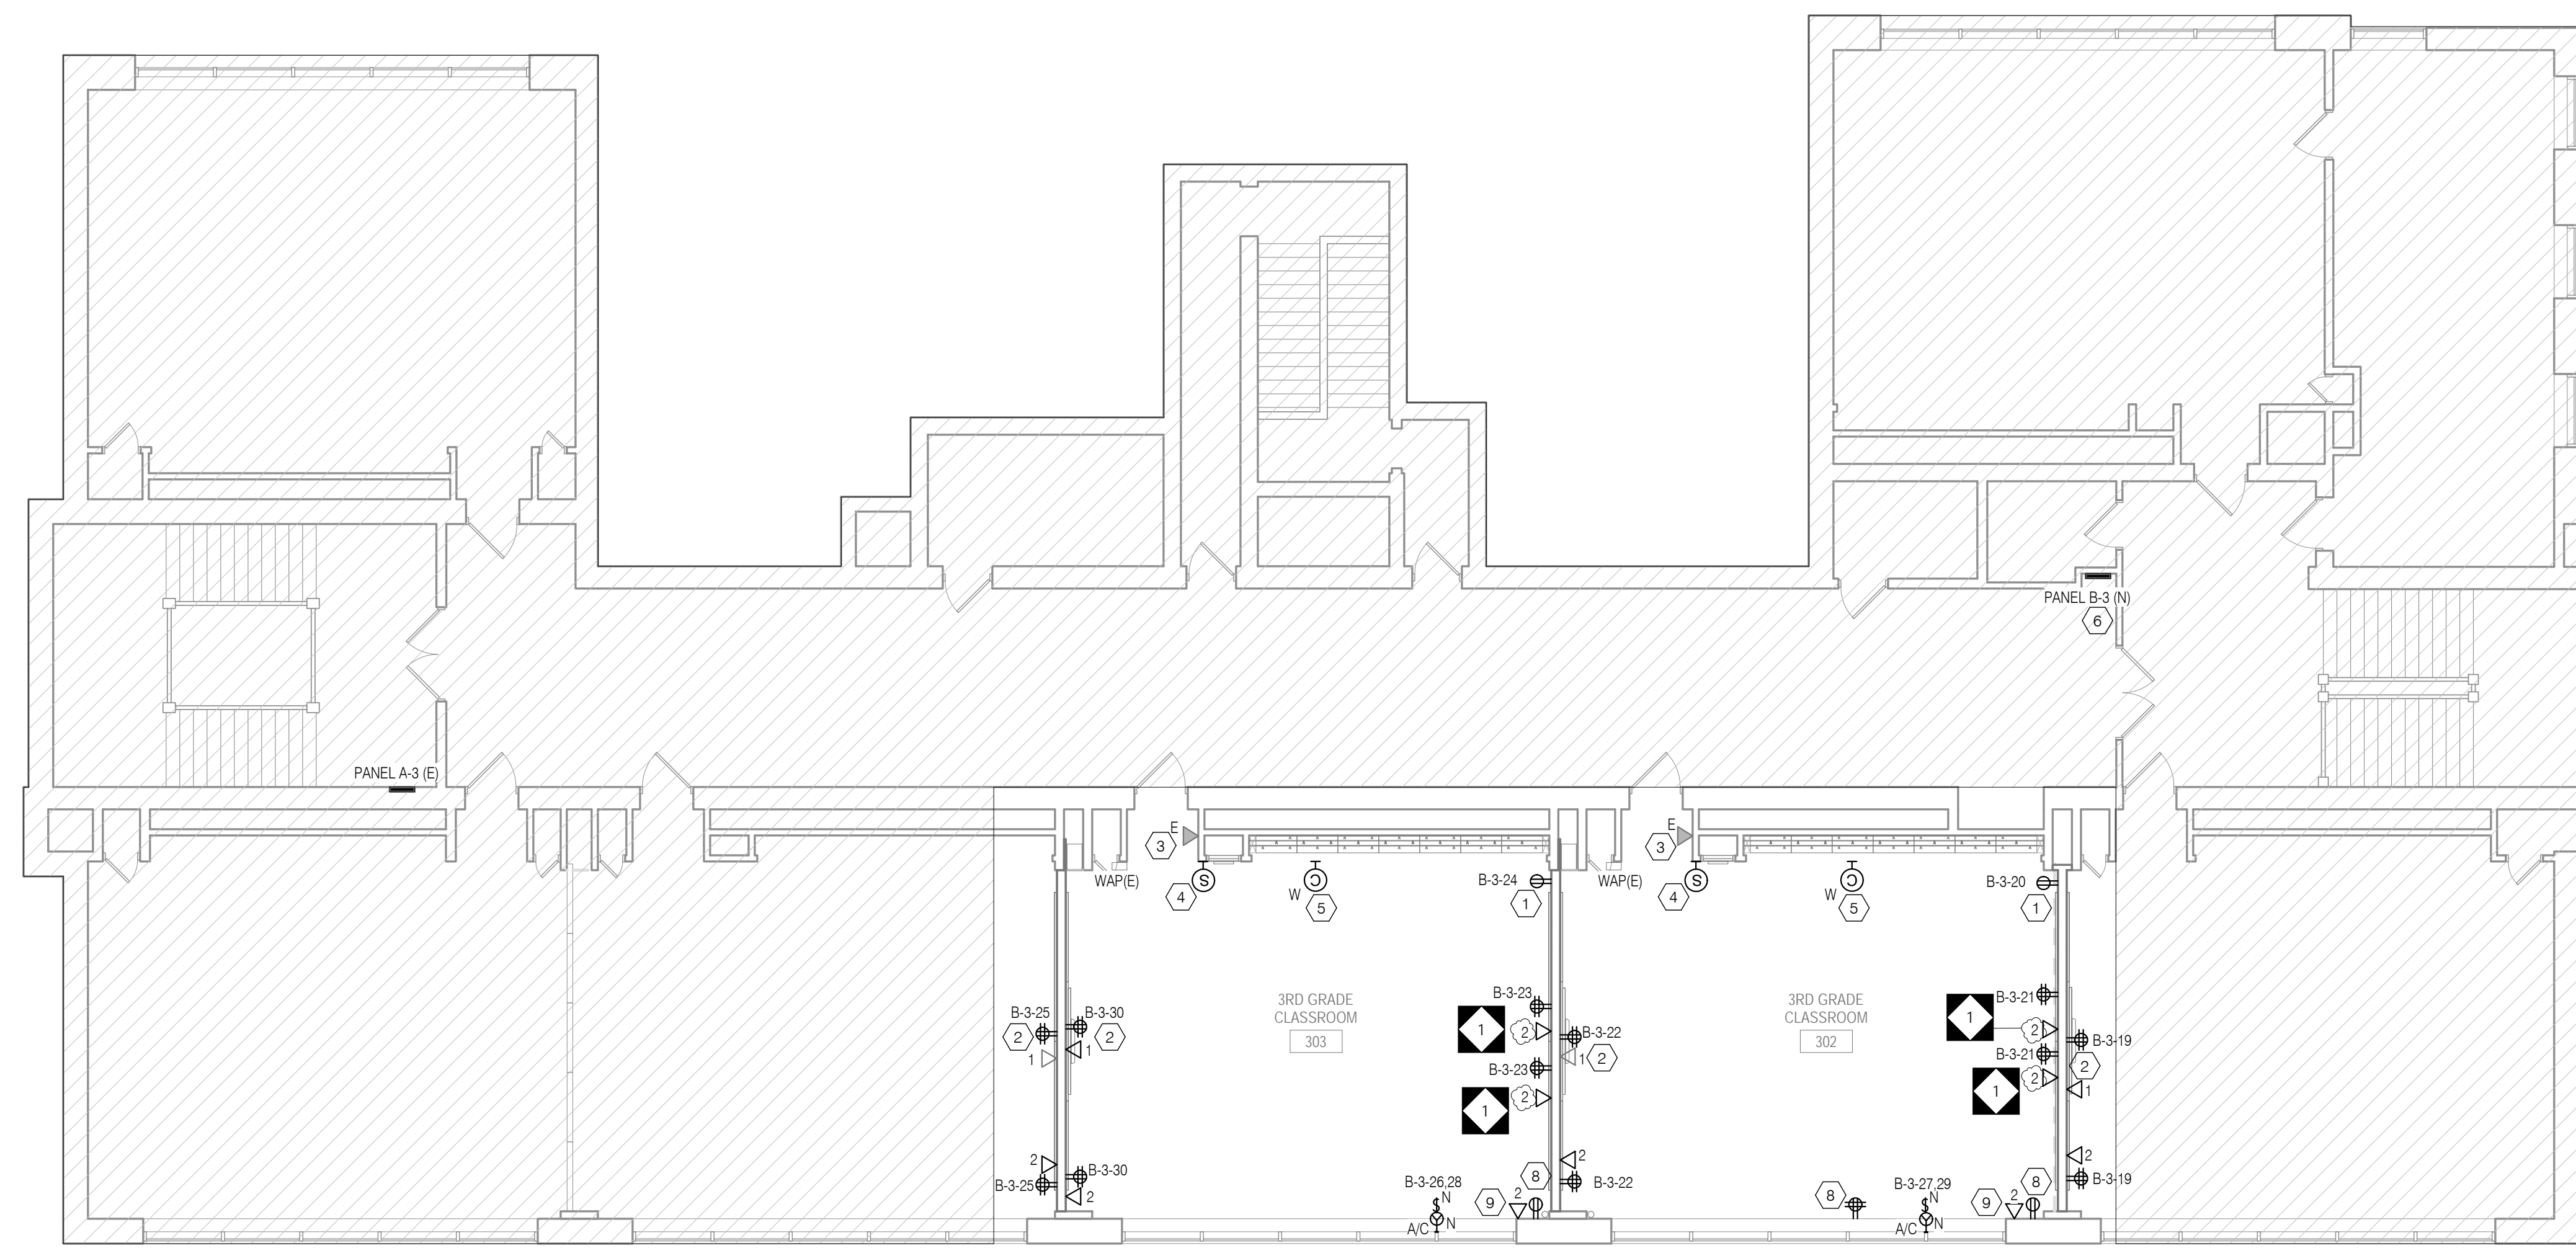 PANEL B-3 (N)
6
PANEL A-3 (E)
E
3
WAP(E)
S
4
C
W
5
B-3-24
1
E
3
WAP(E)
S
4
C
W
5
B-3-20
1
B-3-25
2
1
B-3-30
2
1
3RD GRADE
CLASSROOM
303
B-3-23
1
2
B-3-22
1
2
B-3-23
2
1
3RD GRADE
CLASSROOM
302
B-3-21
1
2
B-3-19
B-3-21
2
2
1
1
2
B-3-25
B-3-30
2
B-3-26,28
$ N
A/C
N
9
2
8
2
B-3-22
8
B-3-27,29
$ N
A/C
N
9
2
8
2
B-3-19